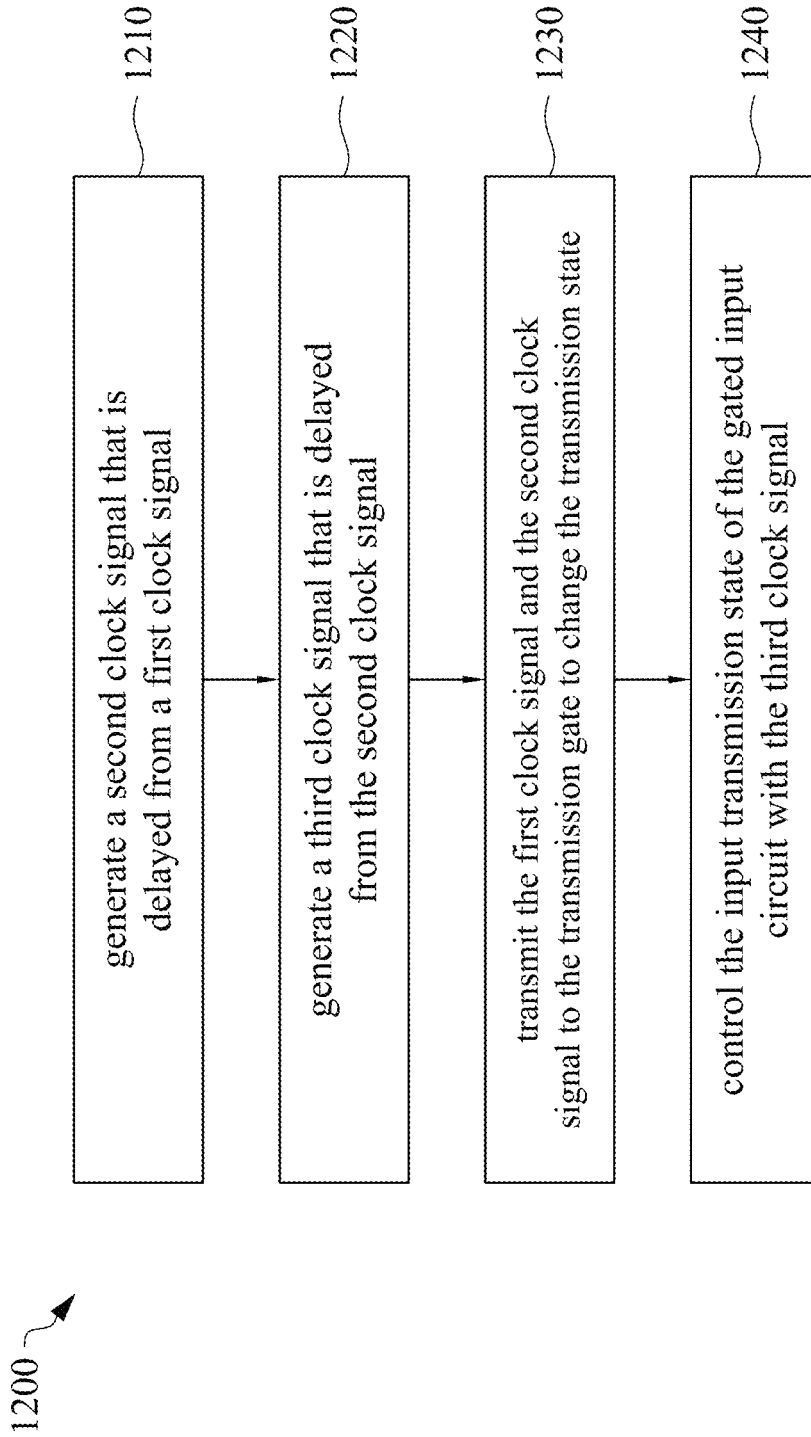 1200
generate a second clock signal that is
delayed from a first clock signal
1210
generate a third clock signal that is delayed
from the second clock signal
1220
transmit the first clock signal and the second clock
signal to the transmission gate to change the transmission state
1230
control the input transmission state of the gated input
circuit with the third clock signal
1240